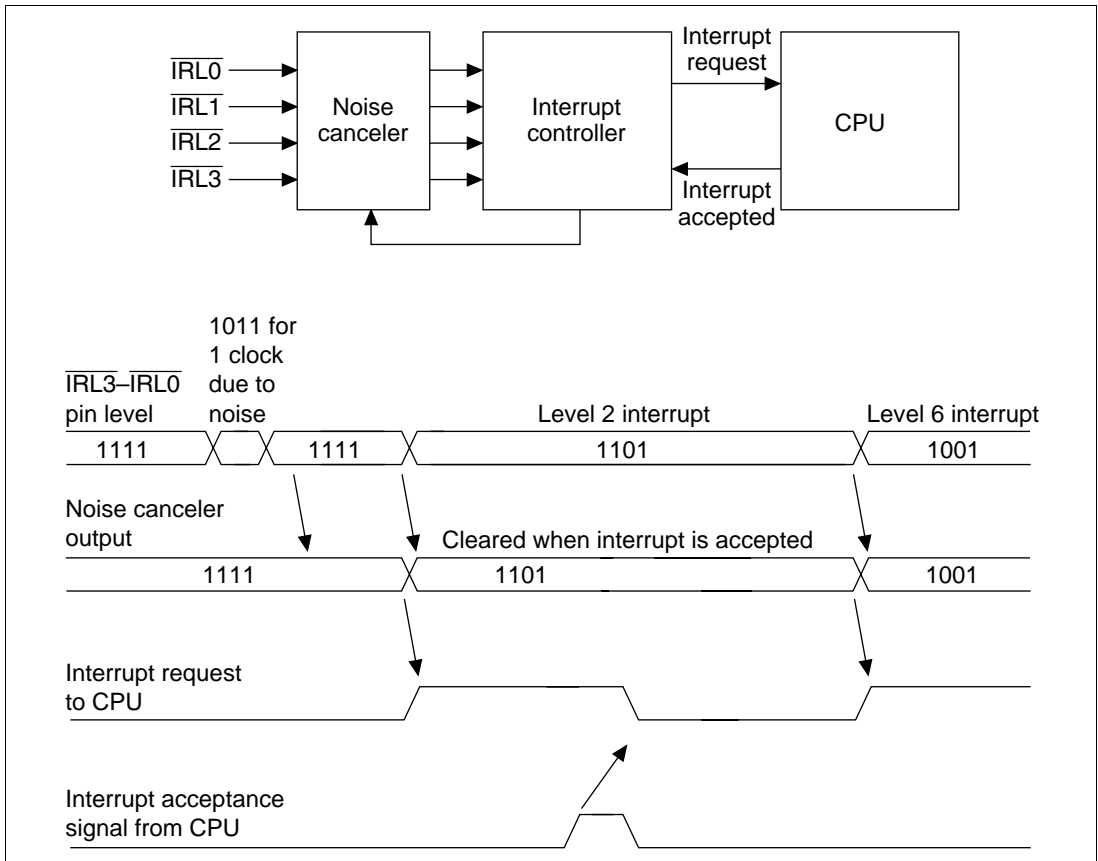 IRL0
IRL1
IRL2
IRL3
Noise
canceler
Interrupt
controller
Interrupt
request
CPU
Interrupt
accepted
1011 for
1 clock
due to
noise
IRL3–IRL0
pin level
Level 2 interrupt
Level 6 interrupt
1111
1111
1101
1001
Noise canceler
output
Cleared when interrupt is accepted
1111
1101
1001
Interrupt request
to CPU
Interrupt acceptance
signal from CPU